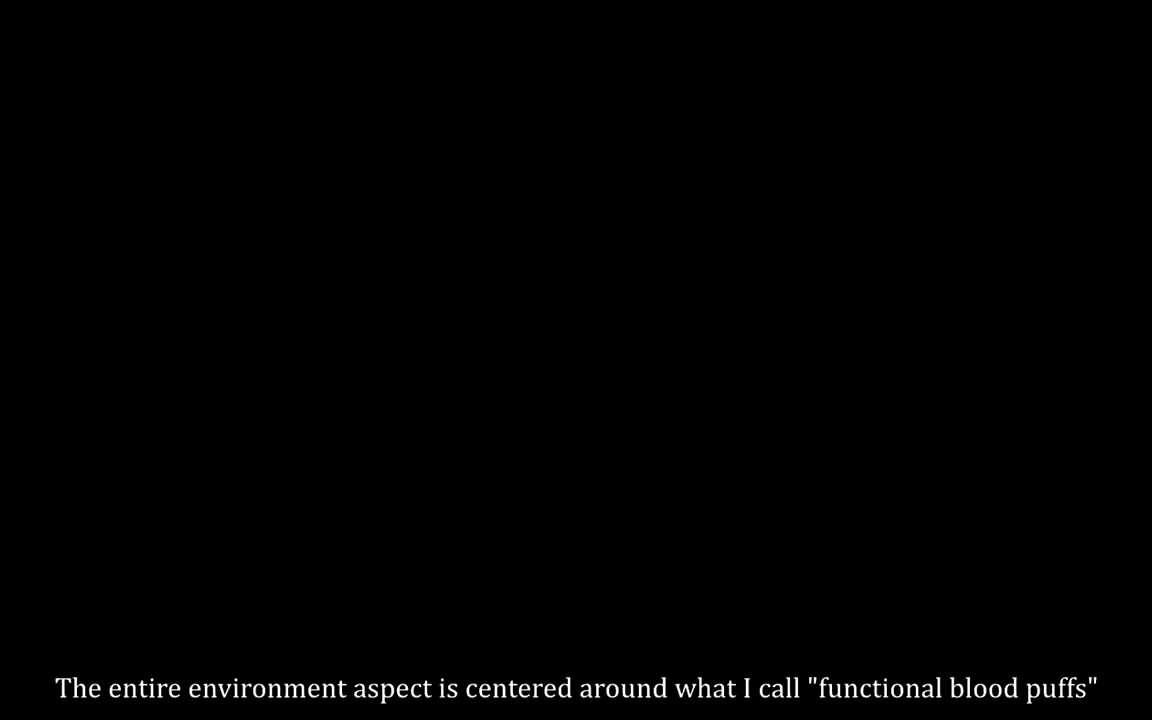 The entire environment aspect is centered around what I call "functional blood puffs"